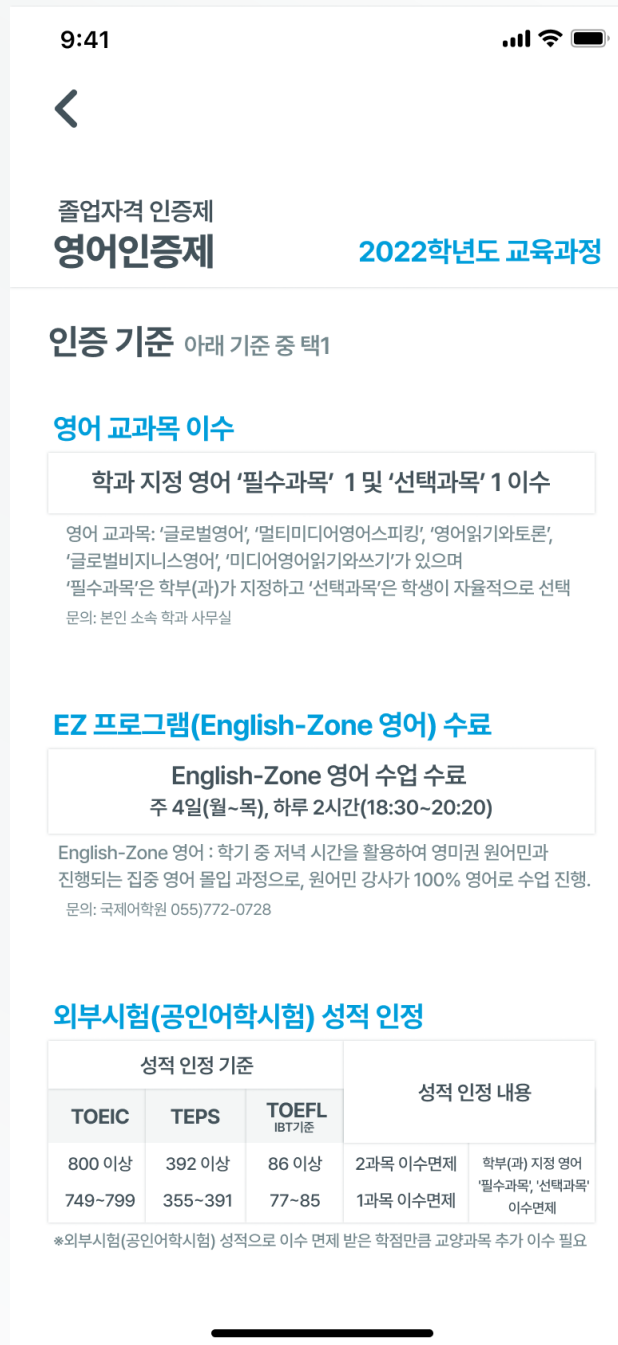 9:41
졸업자격 인증제
영어인증제
2022학년도 교육과정
인증 기준 아래 기준 중 택1
영어 교과목 이수
학과 지정 영어 ‘필수과목’ 1 및 ‘선택과목’ 1 이수
영어 교과목: ‘글로벌영어’, ‘멀티미디어영어스피킹’, ‘영어읽기와토론’,
‘글로벌비지니스영어’, ‘미디어영어읽기와쓰기’가 있으며
‘필수과목’은 학부(과)가 지정하고 ‘선택과목’은 학생이 자율적으로 선택
문의: 본인 소속 학과 사무실
EZ 프로그램(English-Zone 영어) 수료
English-Zone 영어 수업 수료
주 4일(월~목), 하루 2시간(18:30~20:20)
English-Zone 영어 : 학기 중 저녁 시간을 활용하여 영미권 원어민과
진행되는 집중 영어 몰입 과정으로, 원어민 강사가 100% 영어로 수업 진행.
문의: 국제어학원 055)772-0728
외부시험(공인어학시험) 성적 인정
성적 인정 기준
성적 인정 내용
TOEIC TEPS TOEFL
IBT기준
800 이상 392 이상 86 이상 2과목 이수면제
749~799 355~391 77~85 1과목 이수면제
학부(과) 지정 영어
'필수과목', '선택과목'
이수면제
※외부시험(공인어학시험) 성적으로 이수 면제 받은 학점만큼 교양과목 추가 이수 필요